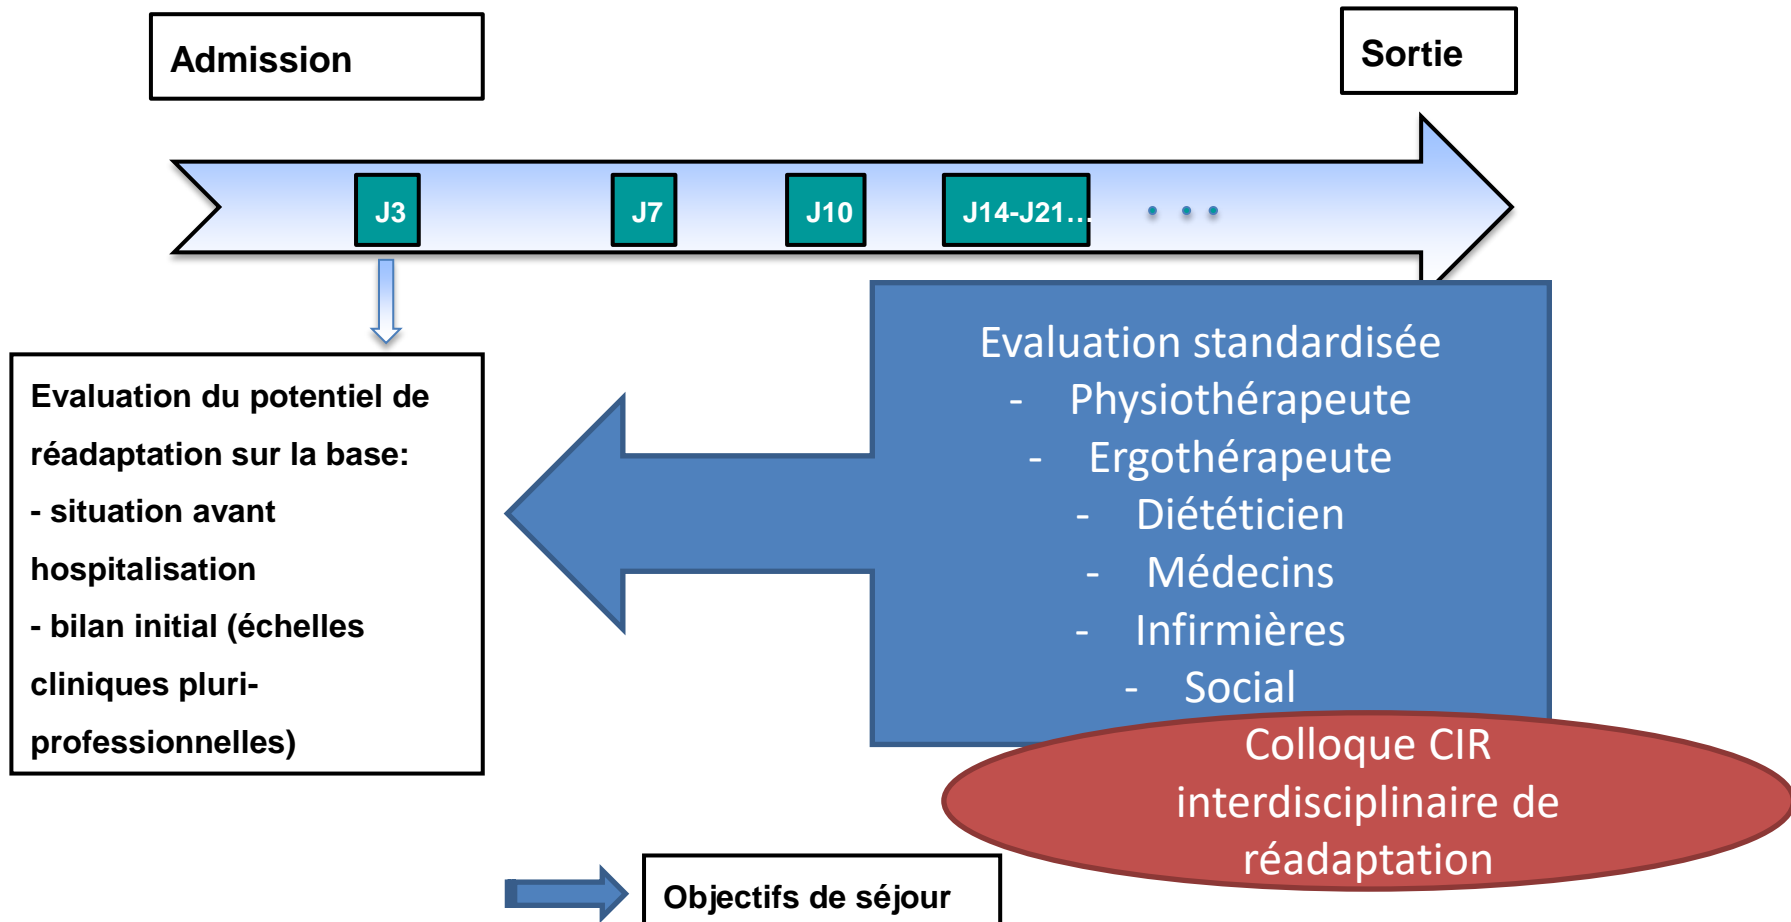 Admission
Sortie
J3
J7
J10
J14-J21…
Evaluation du potentiel de
réadaptation sur la base:
- situation avant
hospitalisation
- bilan initial (échelles
cliniques pluri-
professionnelles)
Evaluation standardisée
- Physiothérapeute
- Ergothérapeute
- Diététicien
- Médecins
- Infirmières
- Social
Colloque CIR
interdisciplinaire de
réadaptation
Objectifs de séjour